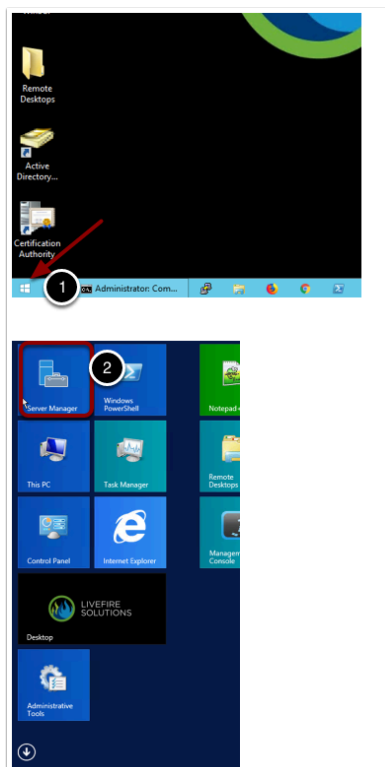 Remote
Desktops
Active
Directory...
Certification
Authority
1
Administrator: Com...
2
Server Manager
Windows
PowerShell
Notepad
This PC
Task Manager
Remote
Desktops
Control Panel
Internet Explorer
Managem
Console
LIVEFIRE
SOLUTIONS
Desktop
Administrative
Tools